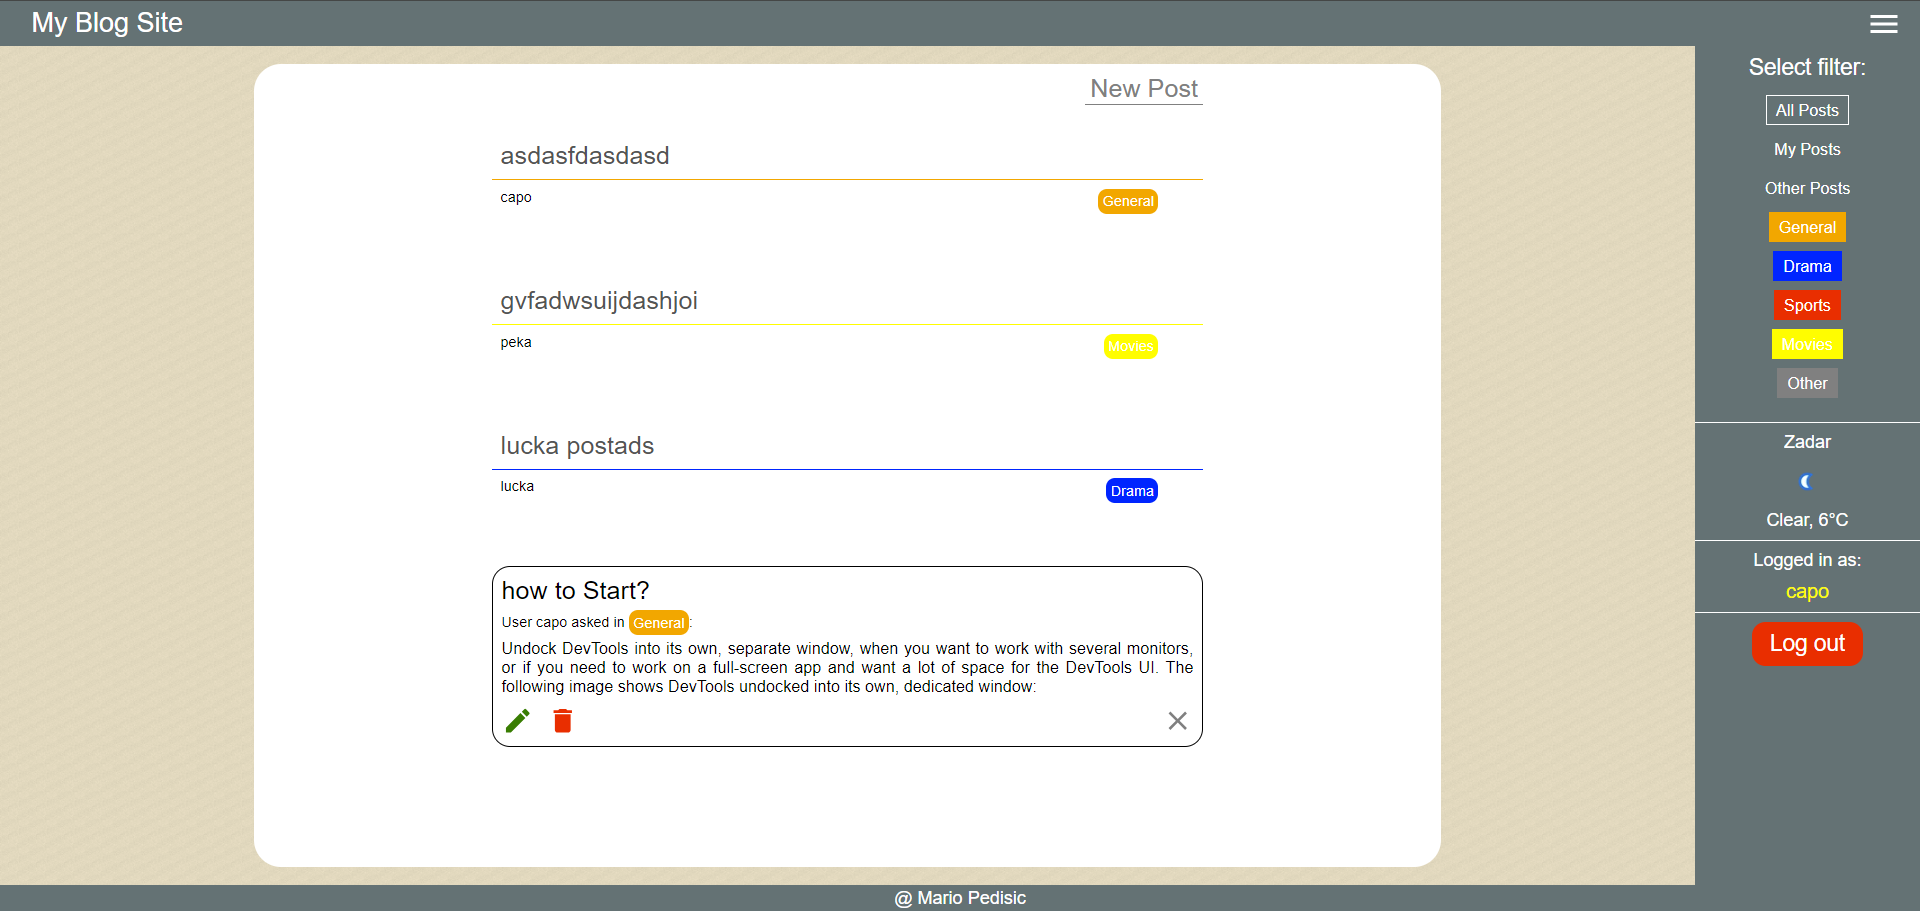 My Blog Site
New Post
asdasfdasdasd
capo
General
gvfadwsuijdashjoi
peka
Movies
lucka postads
lucka
Drama
how to Start?
User capo asked in General:
Undock DevTools into its own, separate window, when you want to work with several monitors,
or if you need to work on a full-screen app and want a lot of space for the DevTools UI. The
following image shows DevTools undocked into its own, dedicated window:
Select filter:
All Posts
My Posts
Other Posts
General
Drama
Sports
Movies
Other
Zadar
Clear, 6°C
Logged in as:
capo
Log out
@ Mario Pedisic